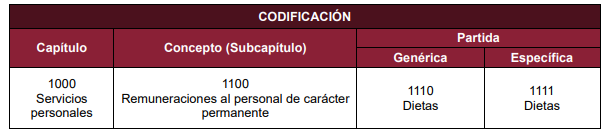 CODIFICACIÓN
Capítulo
Concepto (Subcapítulo)
Partida
Genérica
Específica
1000
Servicios
personales
1100
Remuneraciones al personal de carácter
permanente
1110
Dietas
1111
Dietas